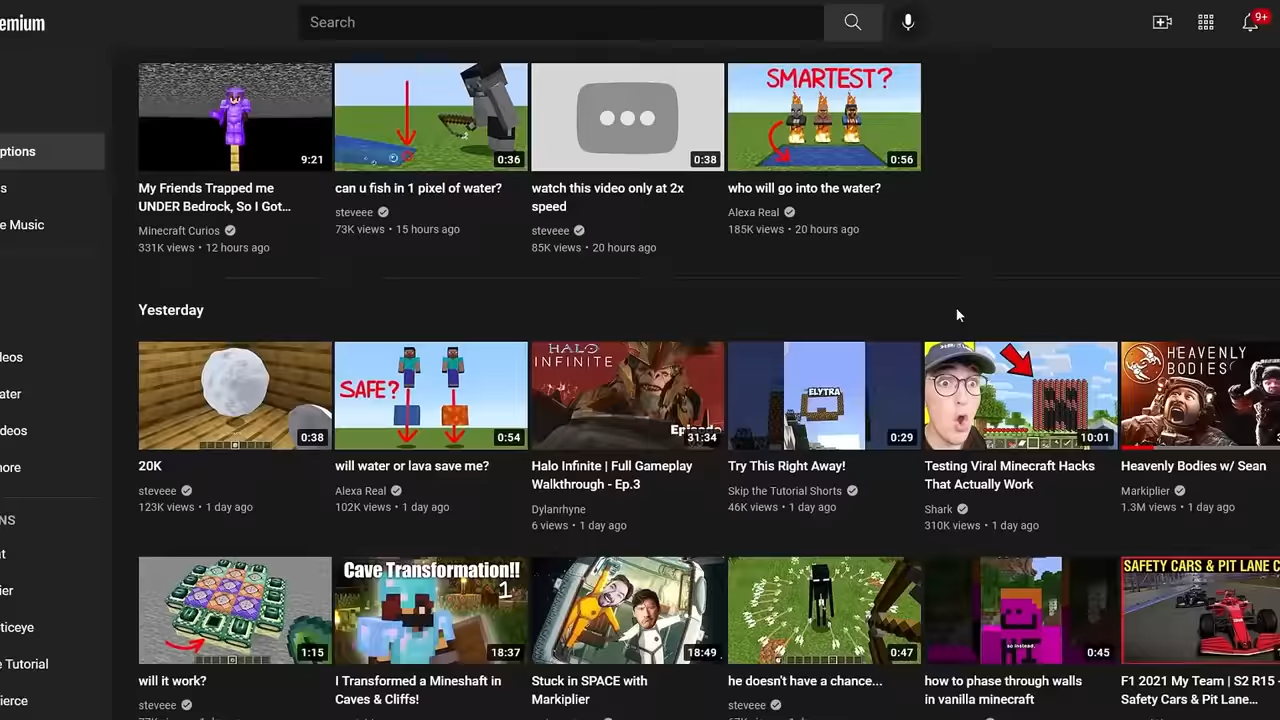 emium
Search
9+
ptions
s
e Music
SMARTEST?
9:21
0:36
0:38
0:56
My Friends Trapped me
UNDER Bedrock, So I Got...
Minecraft Curios
331K views • 12 hours ago
can u fish in 1 pixel of water?
steveee
73K views • 15 hours ago
watch this video only at 2x
speed
steveee
85K views • 20 hours ago
who will go into the water?
Alexa Real
185K views • 20 hours ago
Yesterday
deos
ater
deos
nore
NS
0:38
SAFE?
0:54
HALO
INFINITE
31:34
ELYTRA
0:29
10:01
HEAVENLY
BODIES
20K
steveee
123K views • 1 day ago
will water or lava save me?
Alexa Real
102K views • 1 day ago
Halo Infinite | Full Gameplay
Walkthrough - Ep.3
Dylanrhyne
6 views • 1 day ago
Try This Right Away!
Skip the Tutorial Shorts
46K views • 1 day ago
Testing Viral Minecraft Hacks
That Actually Work
Shark
310K views • 1 day ago
Heavenly Bodies w/ Sean
Markiplier
1.3M views • 1 day ago
t
ier
ticeye
e Tutorial
ierce
1:15
Cave Transformation!!
1
18:37
18:49
0:47
so instead,
0:45
SAFETY CARS & PIT LANE C
will it work?
steveee
I Transformed a Mineshaft in
Caves & Cliffs!
Stuck in SPACE with
Markiplier
he doesn't have a chance...
steveee
how to phase through walls
in vanilla minecraft
F1 2021 My Team | S2 R15 -
Safety Cars & Pit Lane...